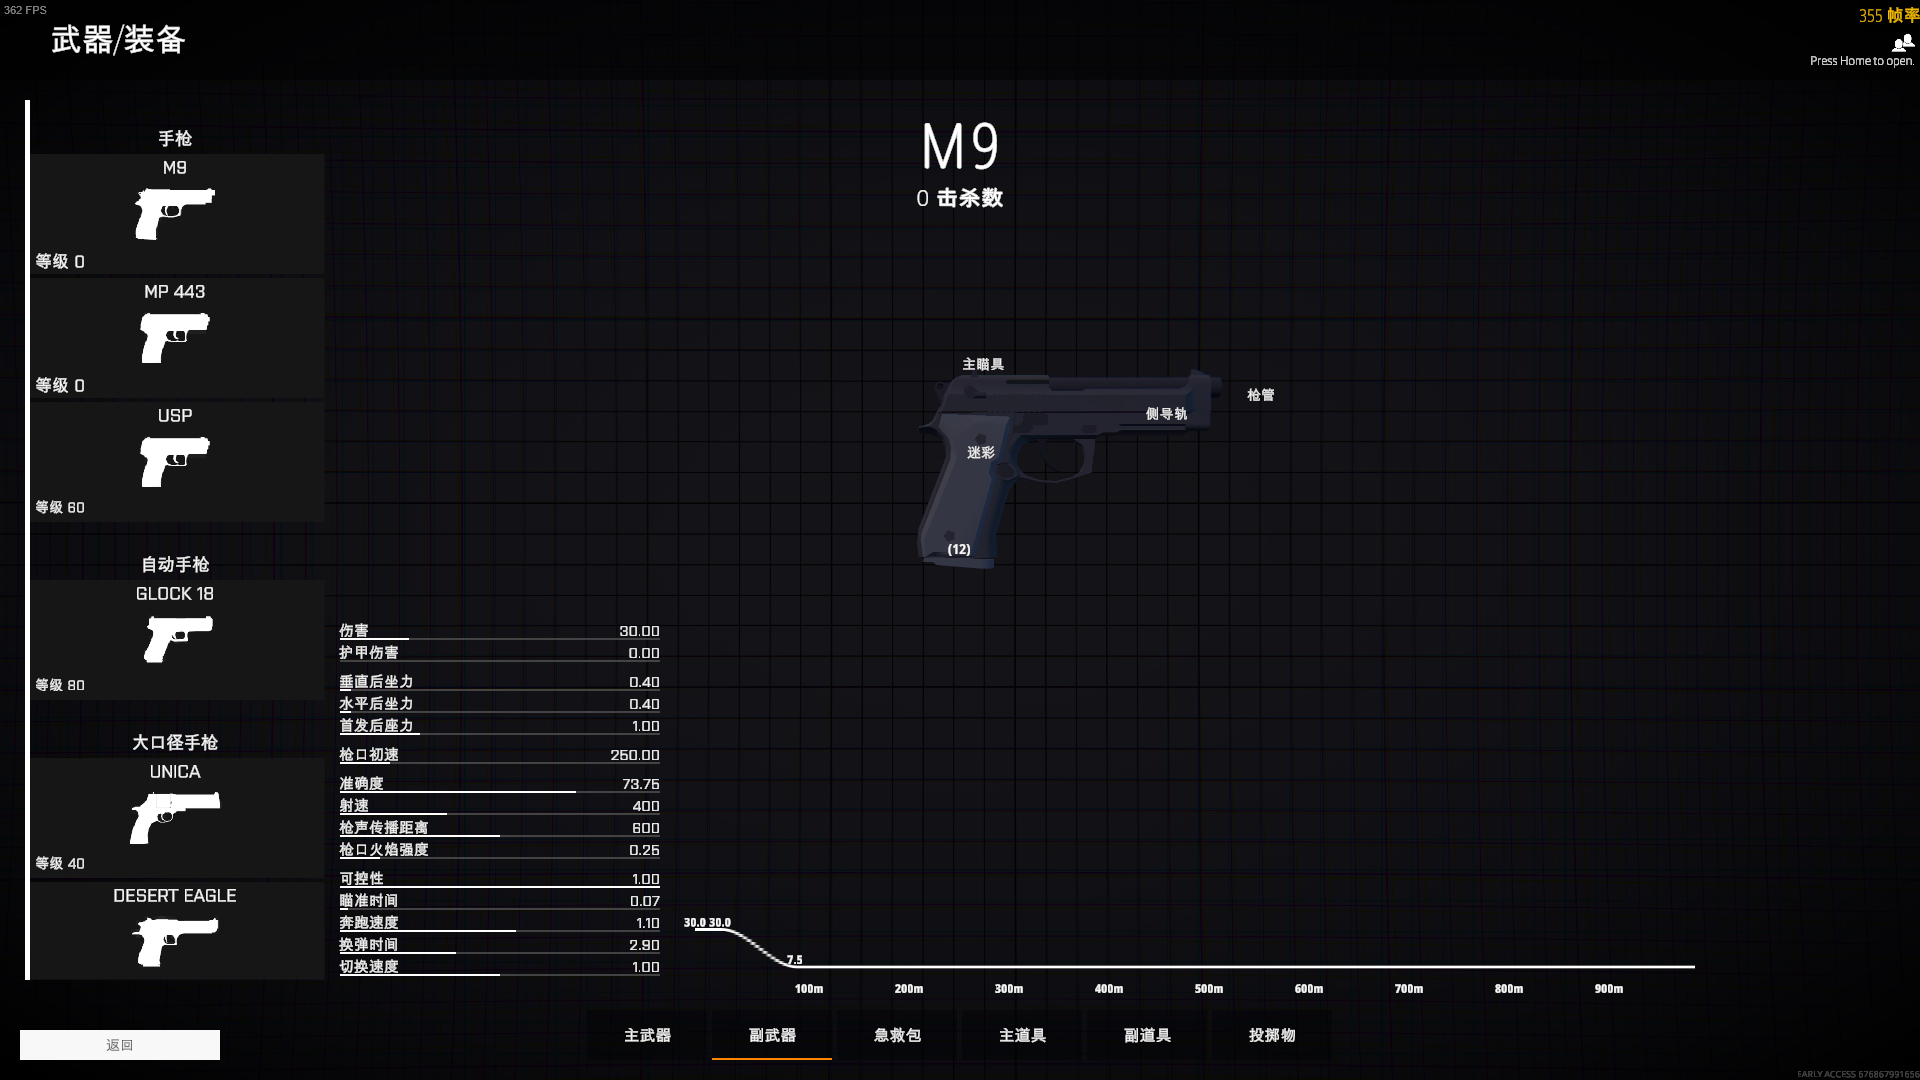 362 FPS
355 帧率
武器/装备
Press Home to open.
手枪
M9
等级 0
MP 443
等级 0
USP
等级 60
自动手枪
GLOCK 18
等级 80
大口径手枪
UNICA
等级 40
DESERT EAGLE
M9
0 击杀数
主瞄具
枪管
侧导轨
迷彩
(12)
伤害 30.00
护甲伤害 0.00
垂直后坐力 0.40
水平后坐力 0.40
首发后座力 1.00
枪口初速 250.00
准确度 73.75
射速 400
枪声传播距离 600
枪口火焰强度 0.25
可控性 1.00
瞄准时间 0.07
奔跑速度 1.10
换弹时间 2.90
切换速度 1.00
30.0 30.0
7.5
100m 200m 300m 400m 500m 600m 700m 800m 900m
主武器 副武器 急救包 主道具 副道具 投掷物
返回
EARLY ACCESS 676867991656